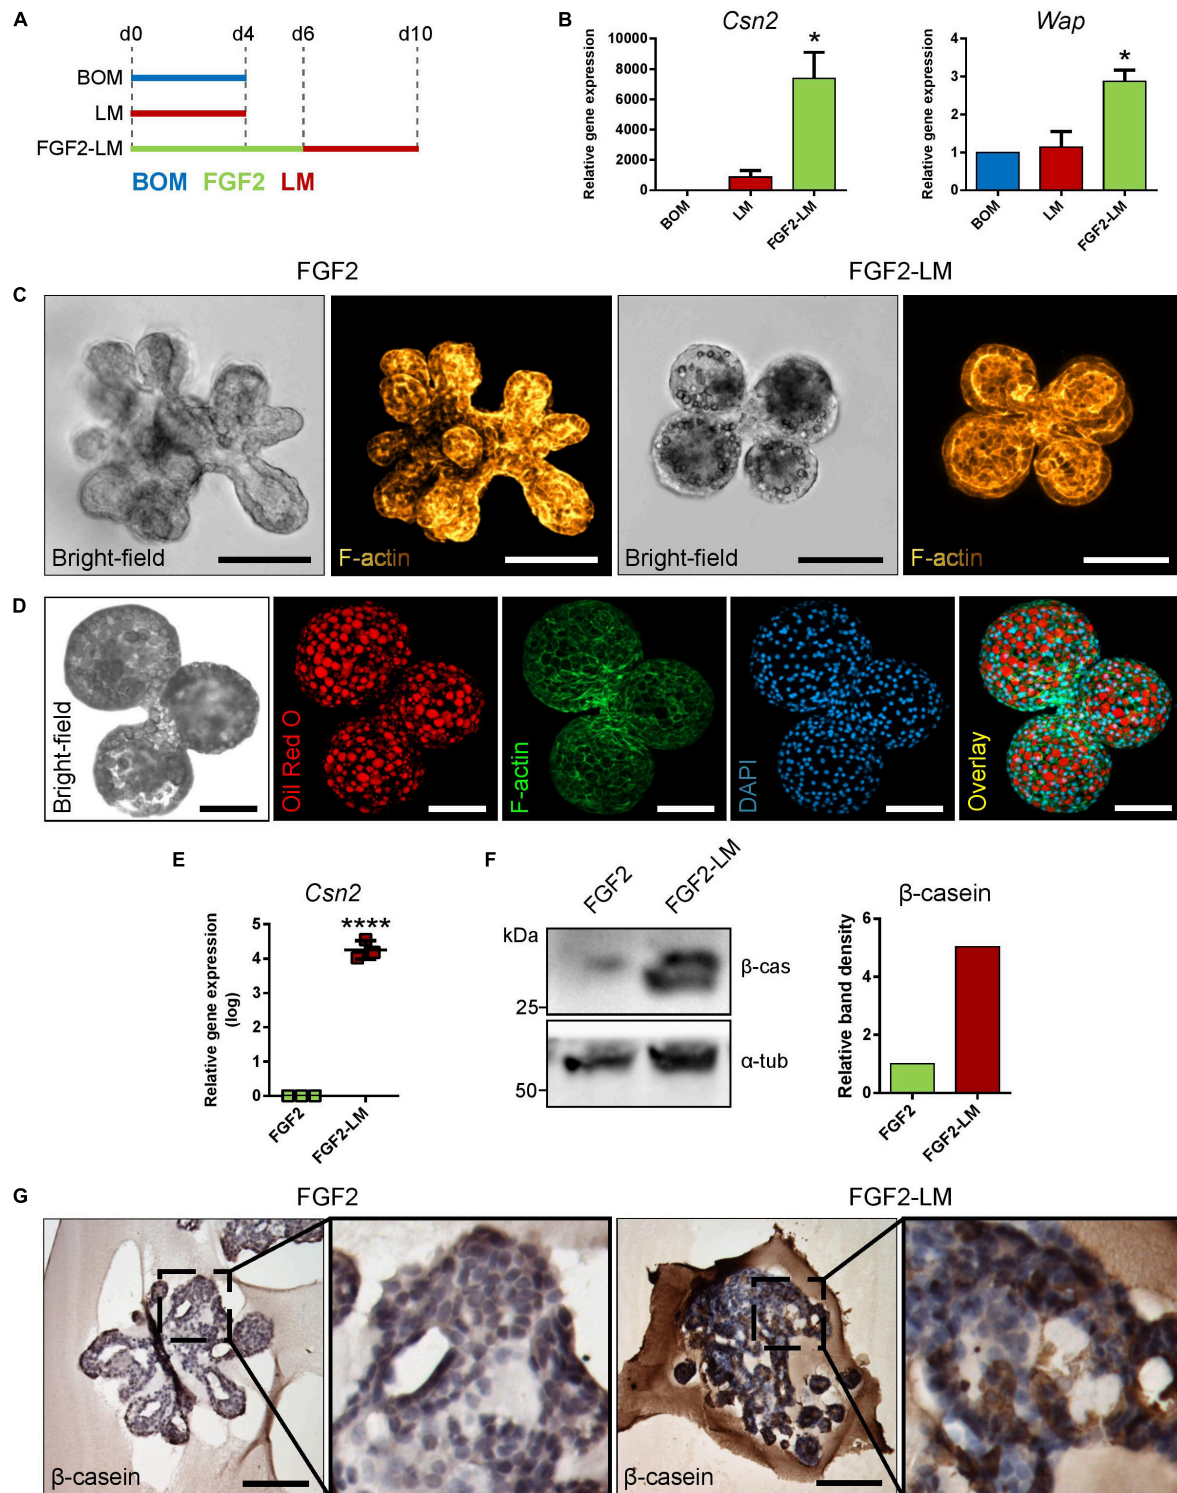 A
d0 d4 d6 d10
BOM
LM
FGF2-LM
BOM FGF2 LM
B
Csn2
Relative gene expression
10000
8000
6000
4000
2000
0
*
BOM
LM
FGF2-LM
Wap
Relative gene expression
4
3
2
1
0
*
BOM
LM
FGF2-LM
C
FGF2
FGF2-LM
Bright-field
F-actin
Bright-field
F-actin
D
Bright-field
Oil Red O
F-actin
DAPI
Overlay
E
Csn2
Relative gene expression
(log)
5
4
3
2
1
0
****
FGF2
FGF2-LM
F
FGF2
FGF2-LM
kDa
25
50
β-cas
α-tub
β-casein
Relative band density
6
4
2
0
FGF2
FGF2-LM
G
FGF2
FGF2-LM
β-casein
β-casein